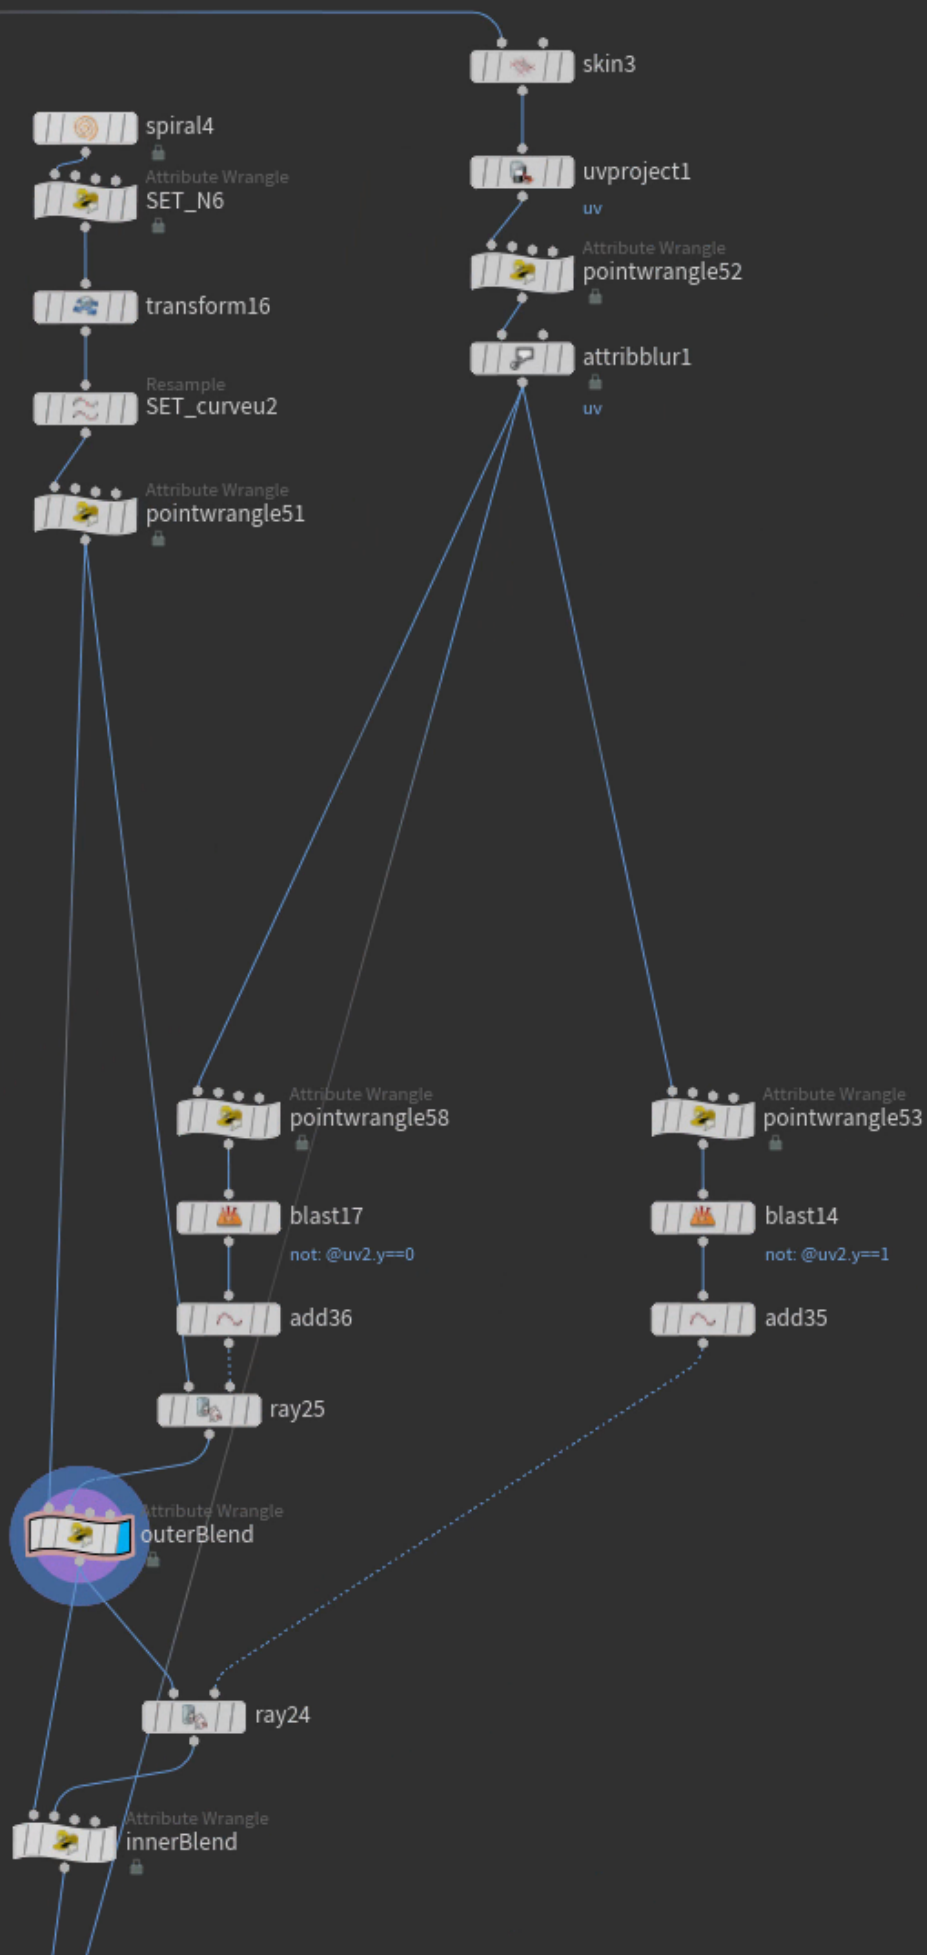 skin3
spiral4
uvproject1
Attribute Wrangle
SET_N6
uv
Attribute Wrangle
pointwrangle52
transform16
attribblur1
Resample
SET_curveu2
uv
Attribute Wrangle
pointwrangle51
Attribute Wrangle
pointwrangle58
Attribute Wrangle
pointwrangle53
blast17
not: @uv2.y==0
blast14
not: @uv2.y==1
add36
add35
ray25
Attribute Wrangle
outerBlend
ray24
Attribute Wrangle
innerBlend